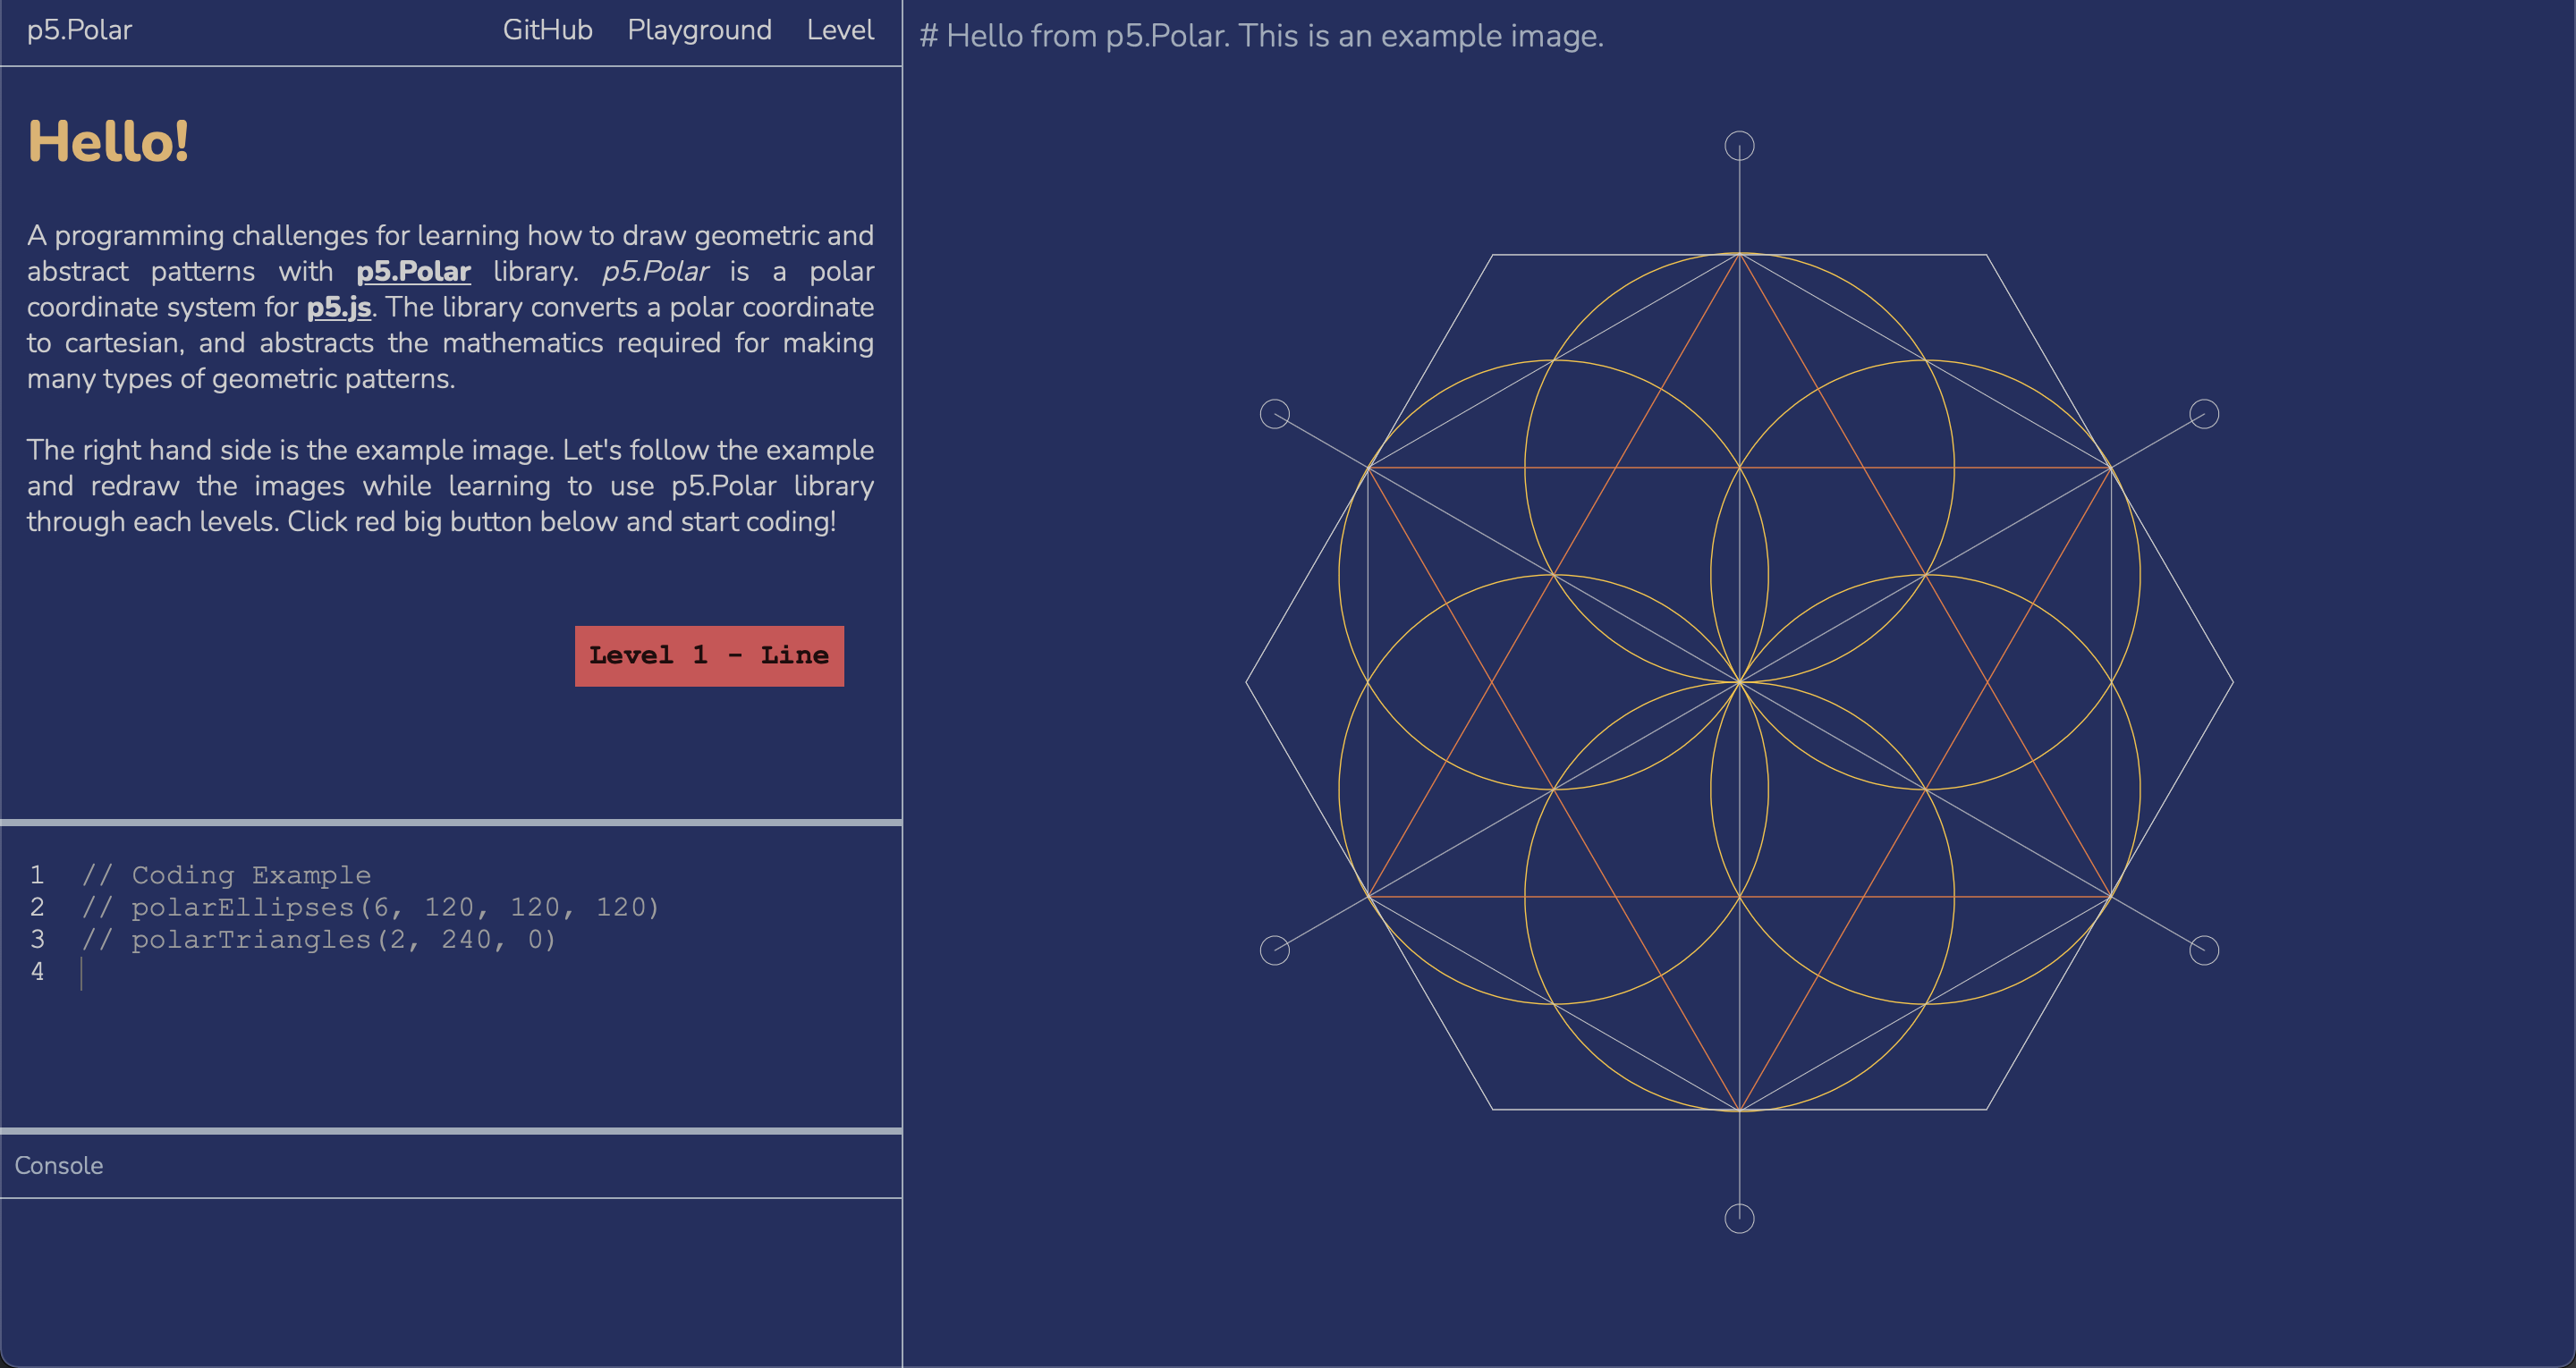 p5.Polar
GitHub Playground Level
Hello!
A programming challenges for learning how to draw geometric and
abstract patterns with p5.Polar library. p5.Polar is a polar
coordinate system for p5.js. The library converts a polar coordinate
to cartesian, and abstracts the mathematics required for making
many types of geometric patterns.
The right hand side is the example image. Let's follow the example
and redraw the images while learning to use p5.Polar library
through each levels. Click red big button below and start coding!
Level 1 - Line
1 // Coding Example
2 // polarEllipses(6, 120, 120, 120)
3 // polarTriangles(2, 240, 0)
4
Console
# Hello from p5.Polar. This is an example image.